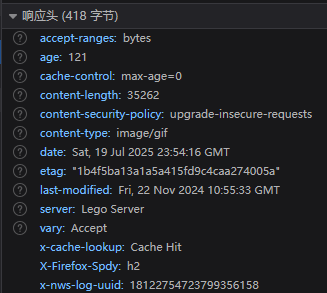 响应头 (418 字节)
accept-ranges: bytes
age: 121
cache-control: max-age=0
content-length: 35262
content-security-policy: upgrade-insecure-requests
content-type: image/gif
date: Sat, 19 Jul 2025 23:54:16 GMT
etag: "1b4f5ba13a1a5a415fd9c4caa274005a"
last-modified: Fri, 22 Nov 2024 10:55:33 GMT
server: Lego Server
vary: Accept
x-cache-lookup: Cache Hit
X-Firefox-Spdy: h2
x-nws-log-uuid: 18122754723799356158